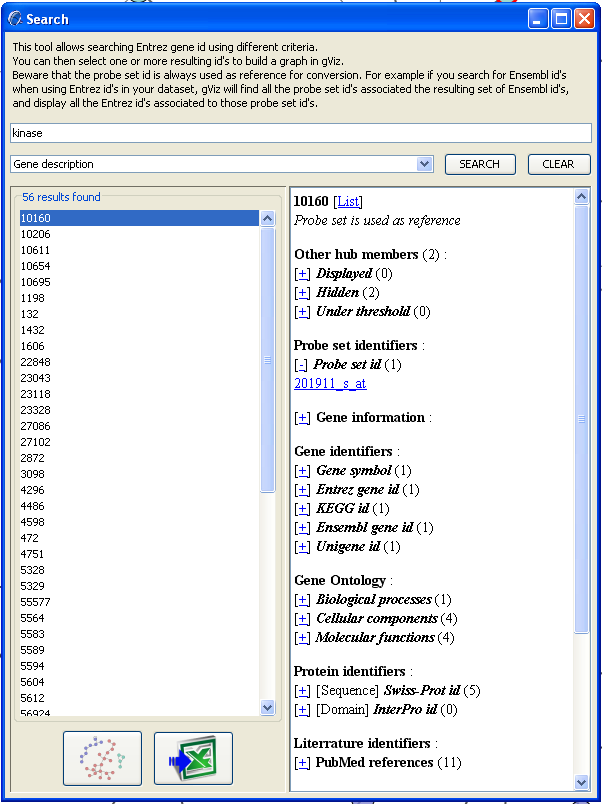 Search
This tool allows searching Entrez gene id using different criteria.
You can then select one or more resulting id's to build a graph in gViz.
Beware that the probe set id is always used as reference for conversion. For example if you search for Ensembl id's
when using Entrez id's in your dataset, gViz will find all the probe set id's associated the resulting set of Ensembl id's,
and display all the Entrez id's associated to those probe set id's.
kinase
Gene description
SEARCH
CLEAR
56 results found
10160
10206
10611
10654
10695
1198
132
1432
1606
22848
23043
23118
23328
27086
27102
2872
3098
4296
4486
4598
472
4751
5328
5329
55577
5564
5583
5589
5594
5604
5612
56924
10160 [List]
Probe set is used as reference
Other hub members (2) :
[+] Displayed (0)
[+] Hidden (2)
[+] Under threshold (0)
Probe set identifiers :
[-] Probe set id (1)
201911_s_at
[+] Gene information :
Gene identifiers :
[+] Gene symbol (1)
[+] Entrez gene id (1)
[+] KEGG id (1)
[+] Ensembl gene id (1)
[+] Unigene id (1)
Gene Ontology :
[+] Biological processes (1)
[+] Cellular components (4)
[+] Molecular functions (4)
Protein identifiers :
[+] [Sequence] Swiss-Prot id (5)
[+] [Domain] InterPro id (0)
Literrature identifiers :
[+] PubMed references (11)